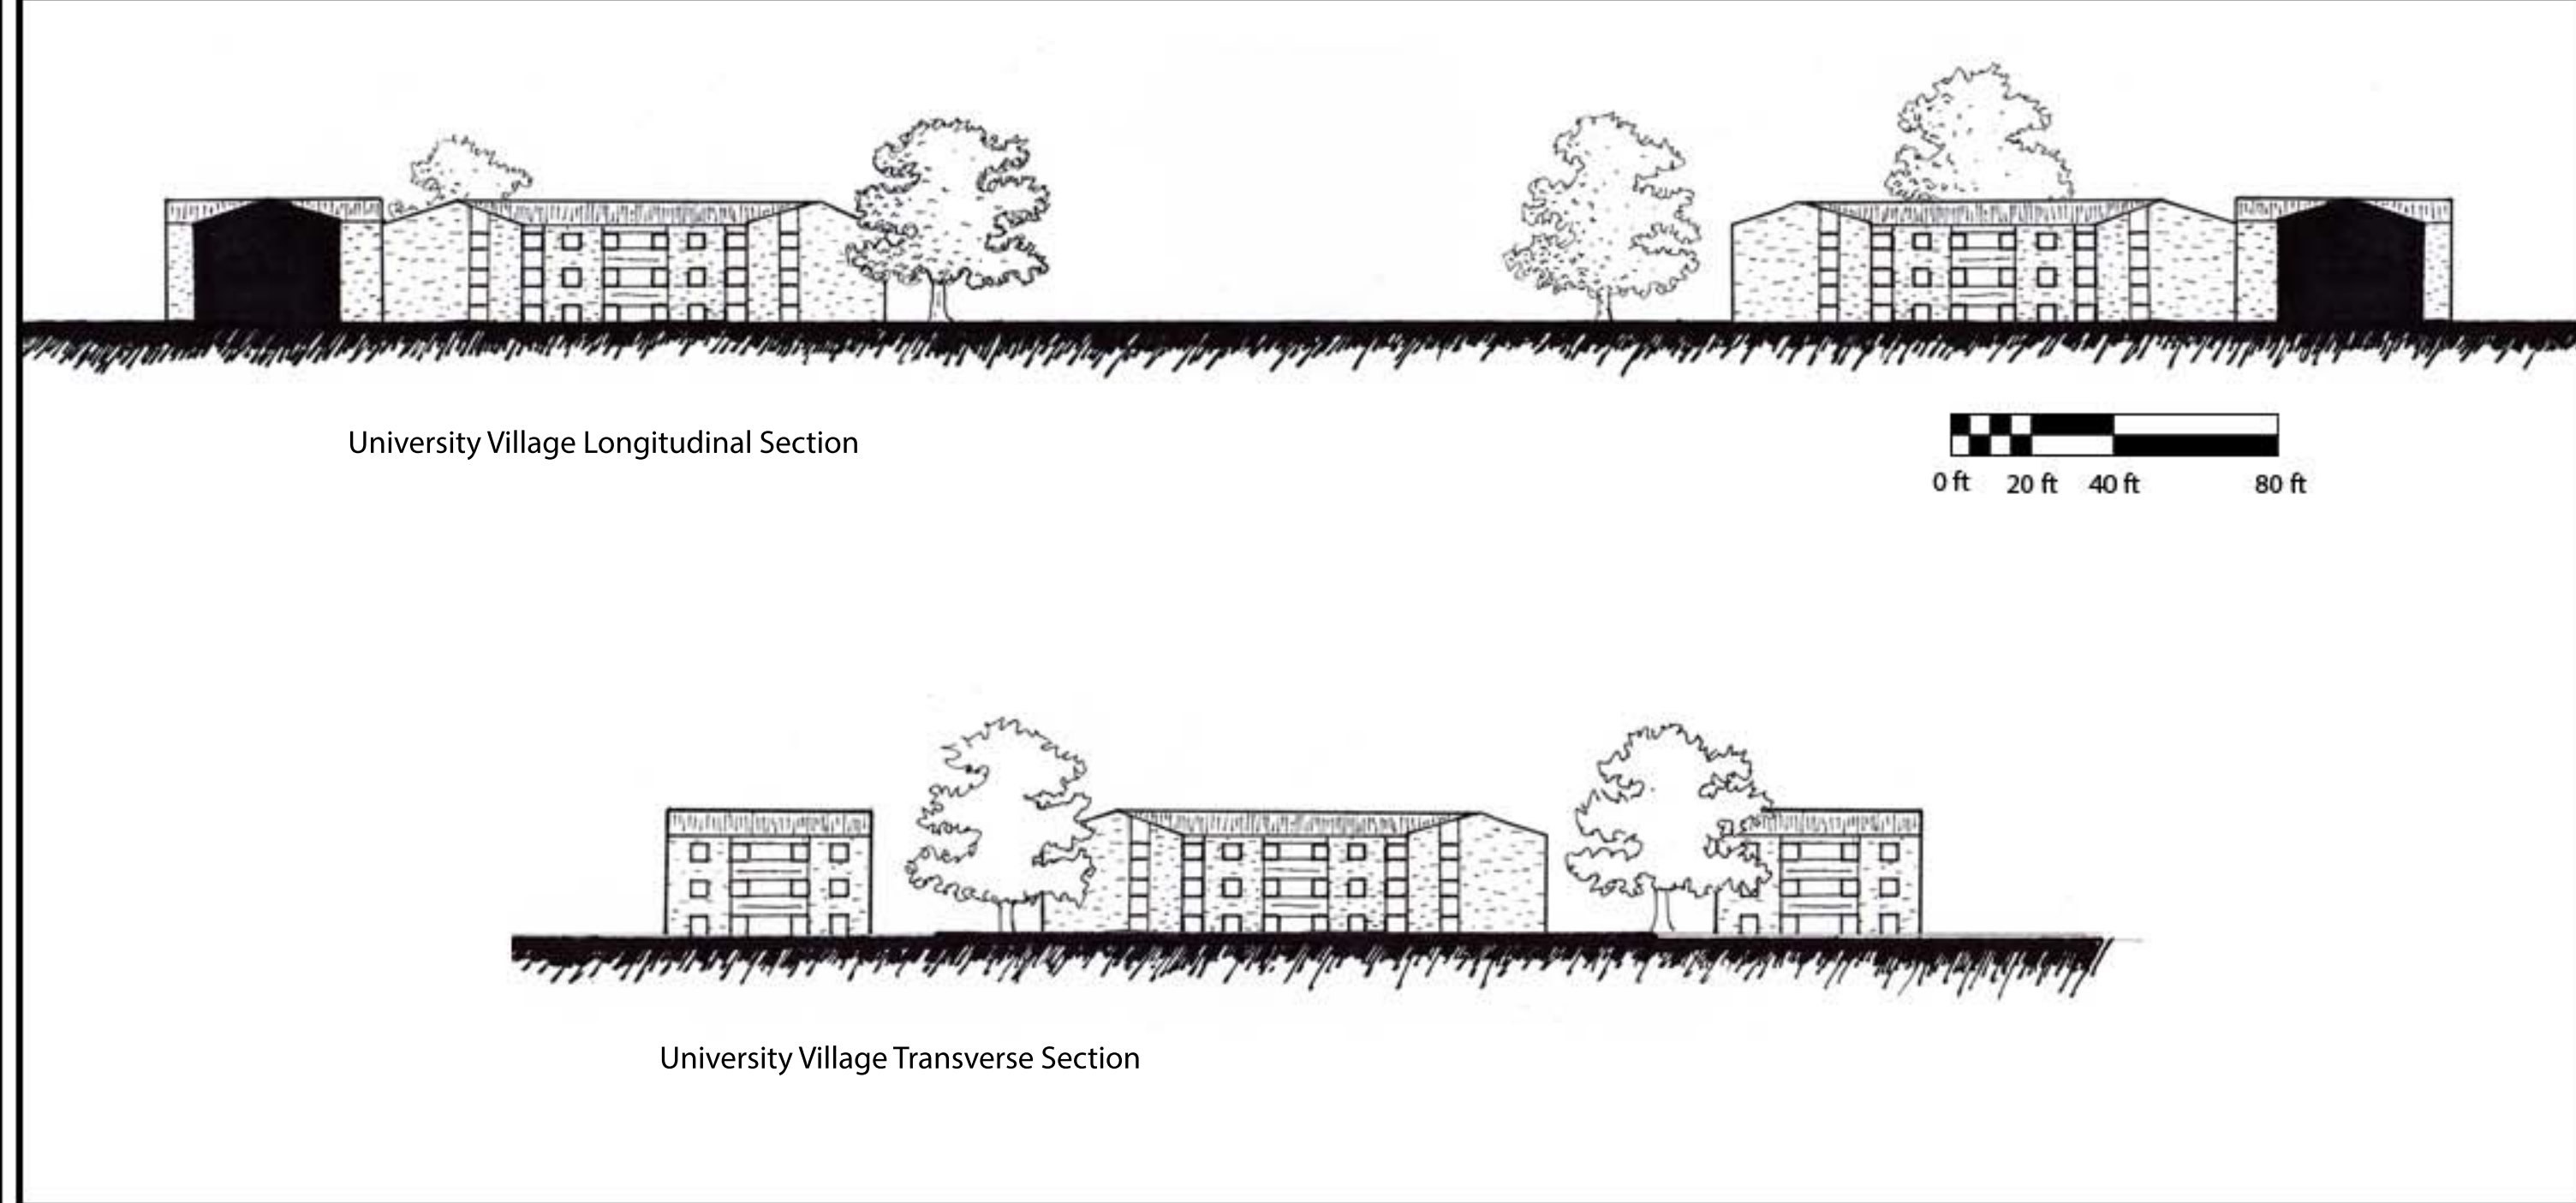 University Village Longitudinal Section
0 ft 20 ft 40 ft 80 ft
University Village Transverse Section